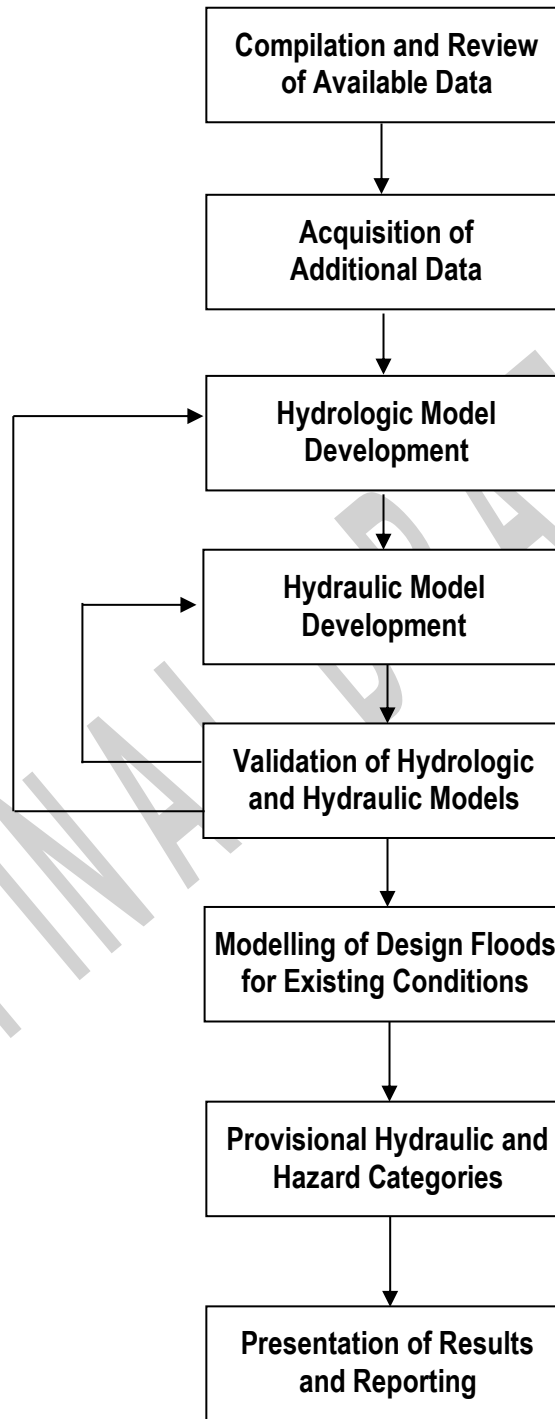 Compilation and Review
of Available Data
Acquisition of
Additional Data
Hydrologic Model
Development
Hydraulic Model
Development
Validation of Hydrologic
and Hydraulic Models
Modelling of Design Floods
for Existing Conditions
Provisional Hydraulic and
Hazard Categories
Presentation of Results
and Reporting